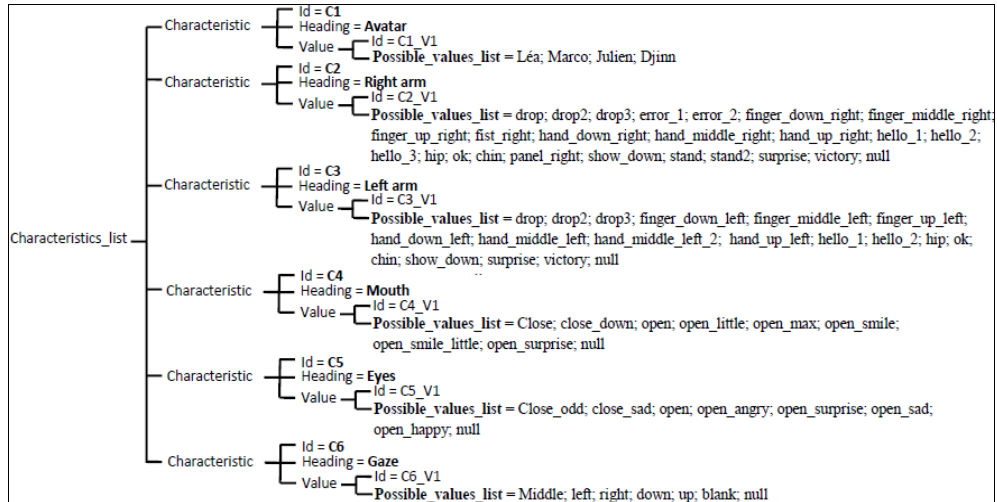 Id = C1
Characteristic
Heading = Avatar
Value
Id = C1_V1
Possible_values_list = Léa; Marco; Julien; Djinn
Id = C2
Characteristic
Heading = Right arm
Value
Id = C2_V1
Possible_values_list = drop; drop2; drop3; error_1; error_2; finger_down_right; finger_middle_right;
finger_up_right; fist_right; hand_down_right; hand_middle_right; hand_up_right; hello_1; hello_2;
hello_3; hip; ok; chin; panel_right; show_down; stand; stand2; surprise; victory; null
Id = C3
Characteristic
Heading = Left arm
Value
Id = C3_V1
Possible_values_list = drop; drop2; drop3; finger_down_left; finger_middle_left; finger_up_left;
hand_down_left; hand_middle_left; hand_middle_left_2; hand_up_left; hello_1; hello_2; hip; ok;
chin; show_down; surprise; victory; null
Characteristics_list
Id = C4
Characteristic
Heading = Mouth
Value
Id = C4_V1
Possible_values_list = Close; close_down; open; open_little; open_max; open_smile;
open_smile_little; open_surprise; null
Id = C5
Characteristic
Heading = Eyes
Value
Id = C5_V1
Possible_values_list = Close_odd; close_sad; open; open_angry; open_surprise; open_sad;
open_happy; null
Id = C6
Characteristic
Heading = Gaze
Value
Id = C6_V1
Possible_values_list = Middle; left; right; down; up; blank; null